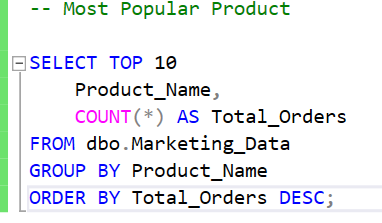 -- Most Popular Product
SELECT TOP 10
Product_Name,
COUNT(*) AS Total_Orders
FROM dbo.Marketing_Data
GROUP BY Product_Name
ORDER BY Total_Orders DESC;